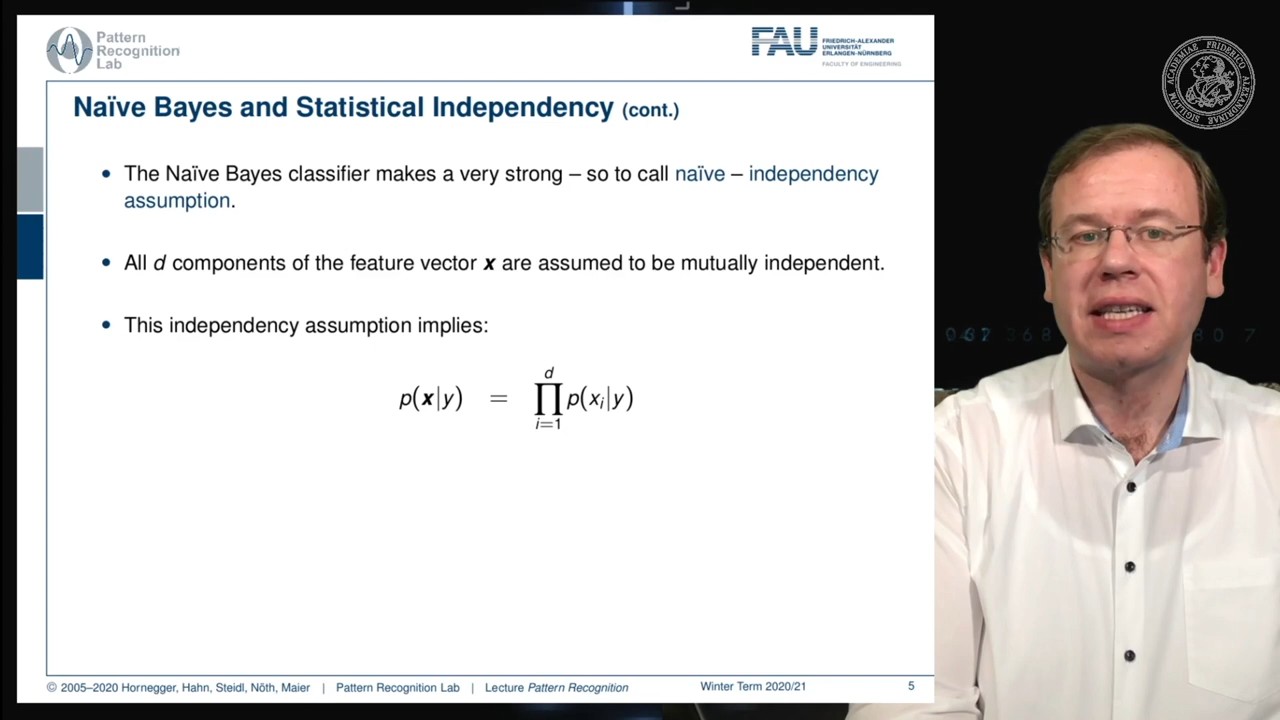 Pattern
Recognition
Lab
FAU
FRIEDRICH-ALEXANDER
UNIVERSITÄT
ERLANGEN-NÜRNBERG
FACULTY OF ENGINEERING
Naïve Bayes and Statistical Independency (cont.)
• The Naïve Bayes classifier makes a very strong – so to call naïve – independency
assumption.
• All d components of the feature vector x are assumed to be mutually independent.
• This independency assumption implies:
p(x|y) = ∏_{i=1}^{d} p(x_i|y)
© 2005–2020 Hornegger, Hahn, Steidl, Nöth, Maier | Pattern Recognition Lab | Lecture Pattern Recognition Winter Term 2020/21 5